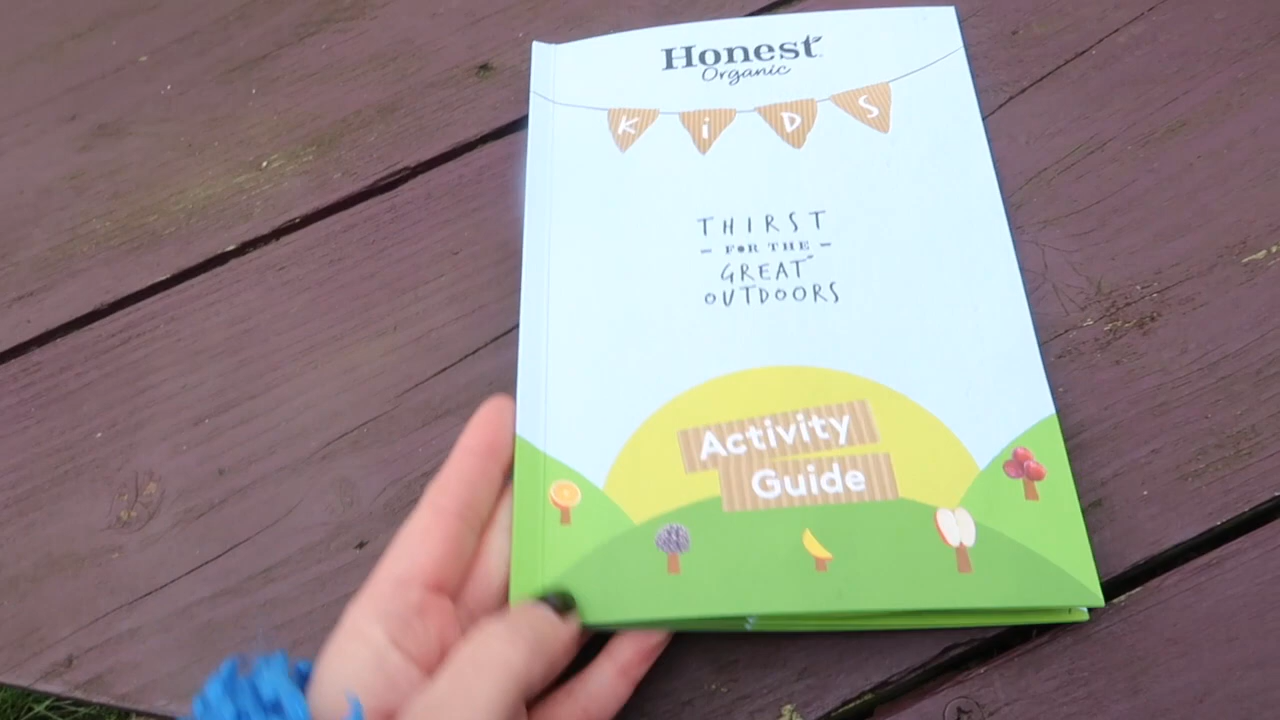 Honest
Organic
KiDS
THIRST
- FOR THE -
GREAT
OUTDOORS
Activity
Guide